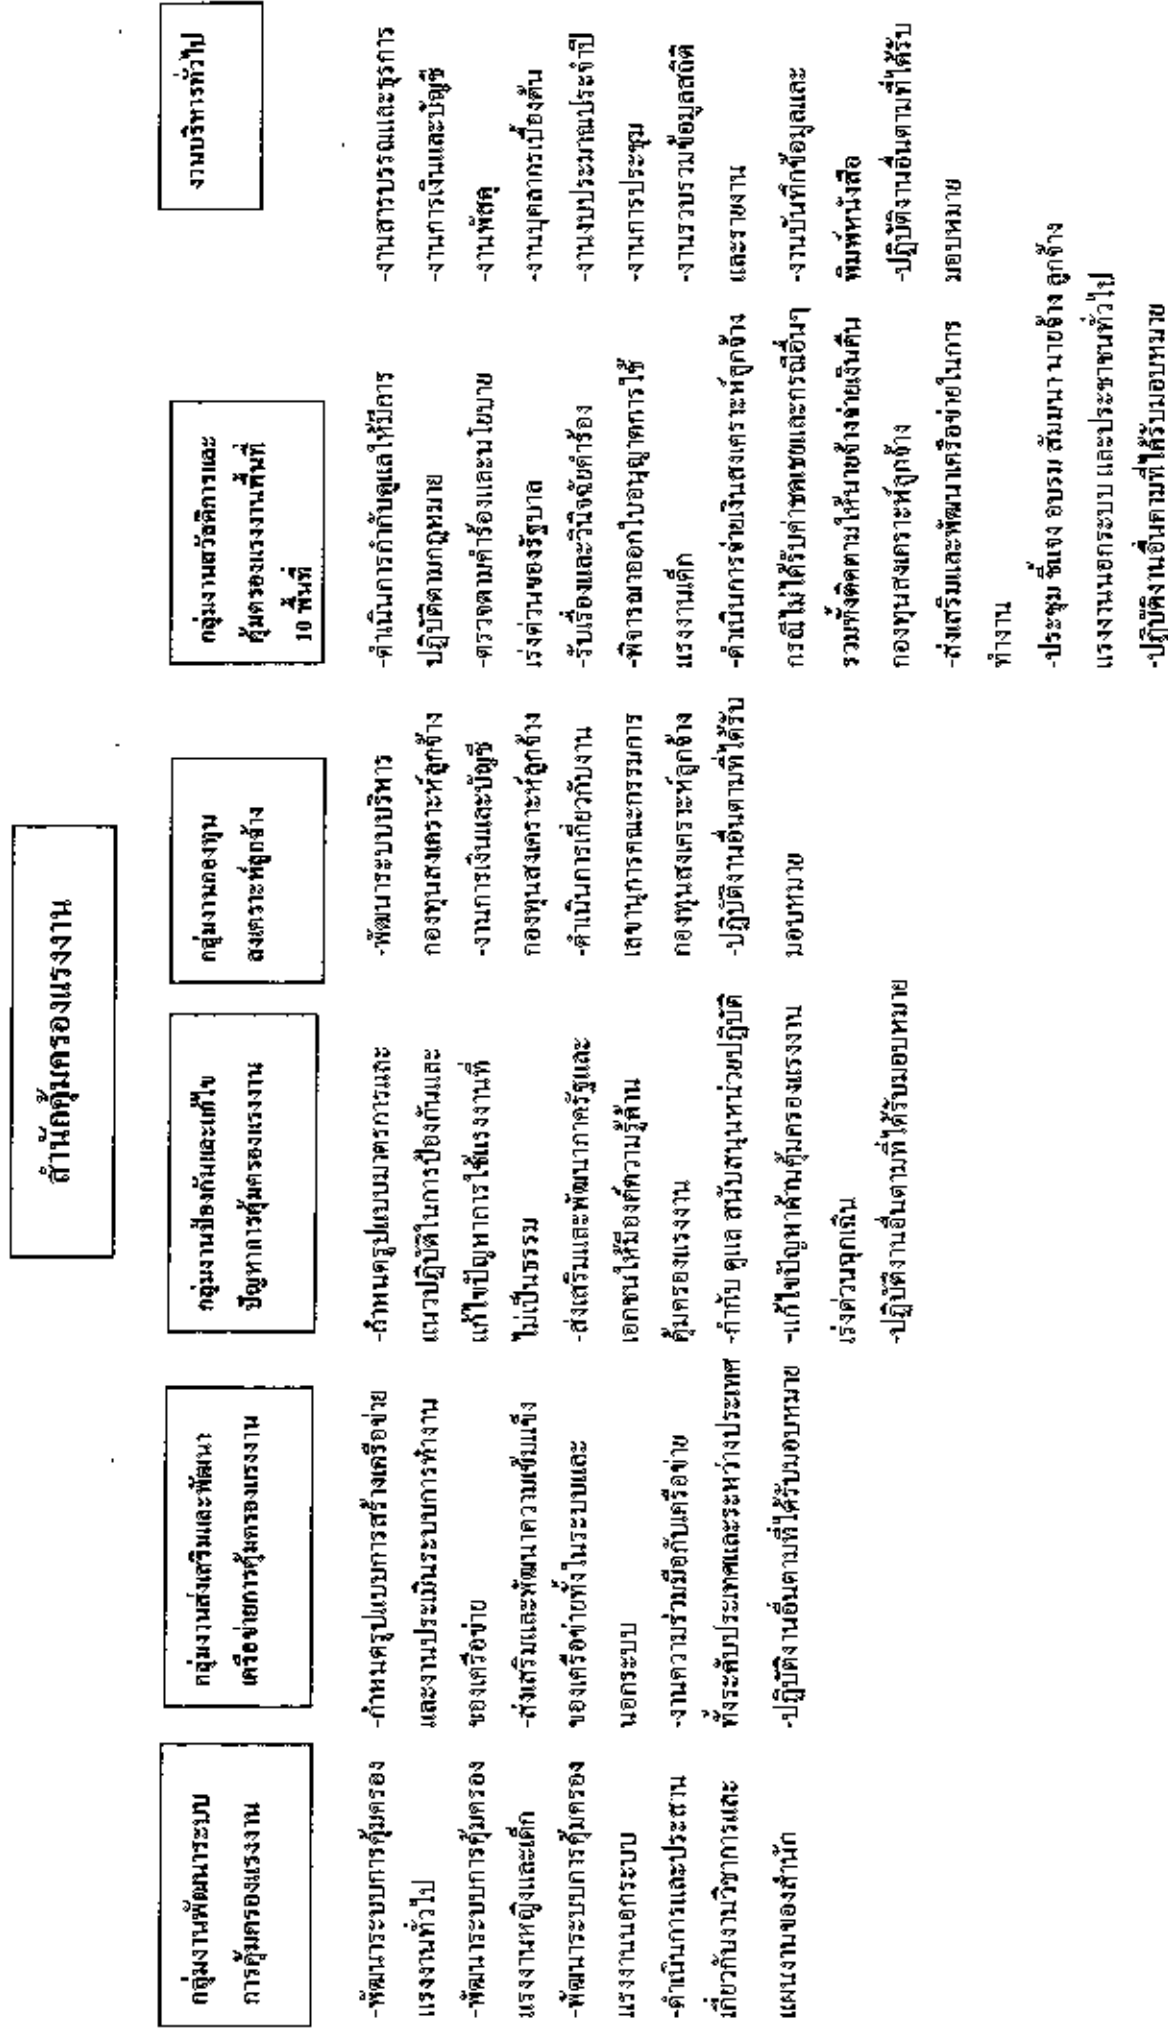 สำนักคุ้มครองแรงงาน
กลุ่มงานพัฒนาระบบ
การคุ้มครองแรงงาน
-พัฒนาระบบการคุ้มครอง
แรงงานทั่วไป
-พัฒนาระบบการคุ้มครอง
แรงงานหญิงและเด็ก
-พัฒนาระบบการคุ้มครอง
แรงงานนอกระบบ
-ดำเนินการและประสาน
เกี่ยวกับงานวิชาการและ
แผนงานของสำนัก
กลุ่มงานส่งเสริมและพัฒนา
เครือข่ายการคุ้มครองแรงงาน
-กำหนดรูปแบบการสร้างเครือข่าย
และงานประเมินระบบการทำงาน
ของเครือข่าย
-ส่งเสริมและพัฒนาความเข้มแข็ง
ของเครือข่ายทั้งในระบบและ
นอกระบบ
-งานความร่วมมือกับเครือข่าย
ทั้งระดับประเทศและระหว่างประเทศ
-ปฏิบัติงานอื่นตามที่ได้รับมอบหมาย
กลุ่มงานป้องกันและแก้ไข
ปัญหาการคุ้มครองแรงงาน
-กำหนดรูปแบบมาตรการและ
แนวปฏิบัติในการป้องกันและ
แก้ไขปัญหาการใช้แรงงานที่
ไม่เป็นธรรม
-ส่งเสริมและพัฒนาภาครัฐและ
เอกชนให้มีองค์ความรู้ด้าน
คุ้มครองแรงงาน
-กำกับ ดูแล สนับสนุนหน่วยปฏิบัติ
-แก้ไขปัญหาด้านคุ้มครองแรงงาน
เร่งด่วนฉุกเฉิน
-ปฏิบัติงานอื่นตามที่ได้รับมอบหมาย
กลุ่มงานกองทุน
สงเคราะห์ลูกจ้าง
-พัฒนาระบบบริหาร
กองทุนสงเคราะห์ลูกจ้าง
-งานการเงินและบัญชี
กองทุนสงเคราะห์ลูกจ้าง
-ดำเนินการเกี่ยวกับงาน
เลขานุการคณะกรรมการ
กองทุนสงเคราะห์ลูกจ้าง
-ปฏิบัติงานอื่นตามที่ได้รับ
มอบหมาย
กลุ่มงานสวัสดิการและ
คุ้มครองแรงงานพื้นที่
10 พื้นที่
-ดำเนินการกำกับดูแลให้มีการ
ปฏิบัติตามกฎหมาย
-ตรวจตามคำร้องและนโยบาย
เร่งด่วนของรัฐบาล
-รับเรื่องและวินิจฉัยคำร้อง
-พิจารณาออกใบอนุญาตการใช้
แรงงานเด็ก
-ดำเนินการจ่ายเงินสงเคราะห์ลูกจ้าง
กรณีไม่ได้รับค่าชดเชยและกรณีอื่นๆ
รวมทั้งติดตามให้นายจ้างจ่ายเงินคืน
กองทุนสงเคราะห์ลูกจ้าง
-ส่งเสริมและพัฒนาเครือข่ายในการ
ทำงาน
-ประชุม ชี้แจง อบรม สัมมนา นายจ้าง ลูกจ้าง
แรงงานนอกระบบ และประชาชนทั่วไป
-ปฏิบัติงานอื่นตามที่ได้รับมอบหมาย
งานบริหารทั่วไป
-งานสารบรรณและธุรการ
-งานการเงินและบัญชี
-งานพัสดุ
-งานบุคลากรเบื้องต้น
-งานงบประมาณประจำปี
-งานการประชุม
-งานรวบรวมข้อมูลสถิติ
และรายงาน
-งานบันทึกข้อมูลและ
พิมพ์หนังสือ
-ปฏิบัติงานอื่นตามที่ได้รับ
มอบหมาย